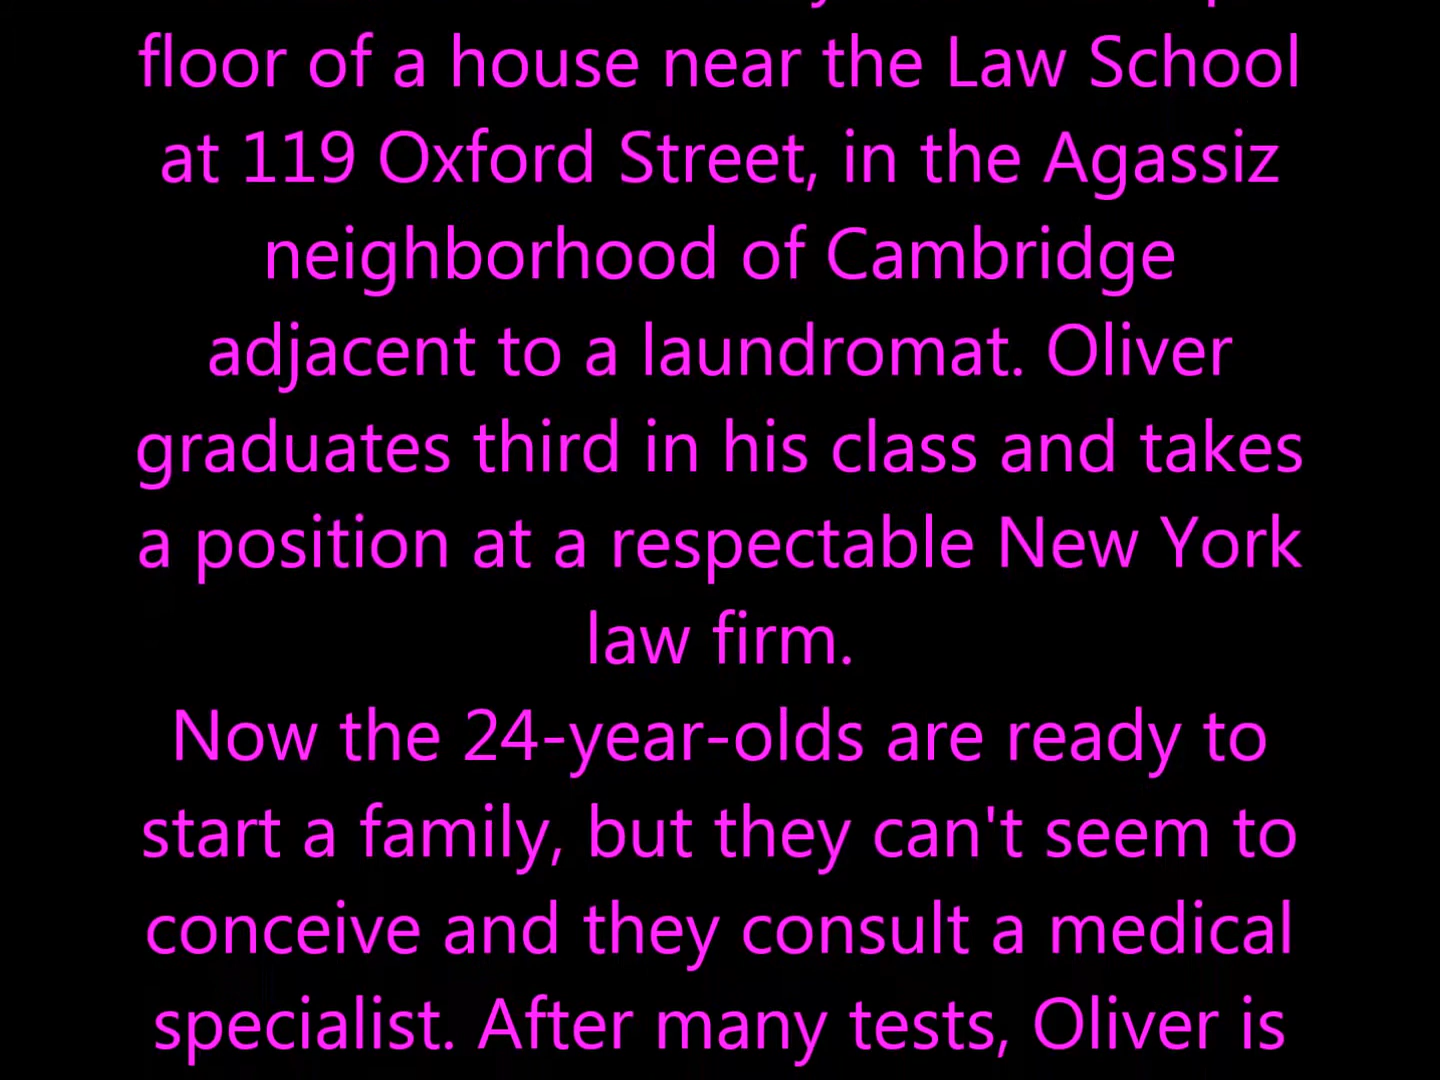 floor of a house near the Law School
at 119 Oxford Street, in the Agassiz
neighborhood of Cambridge
adjacent to a laundromat. Oliver
graduates third in his class and takes
a position at a respectable New York
law firm.
Now the 24-year-olds are ready to
start a family, but they can't seem to
conceive and they consult a medical
specialist. After many tests, Oliver is